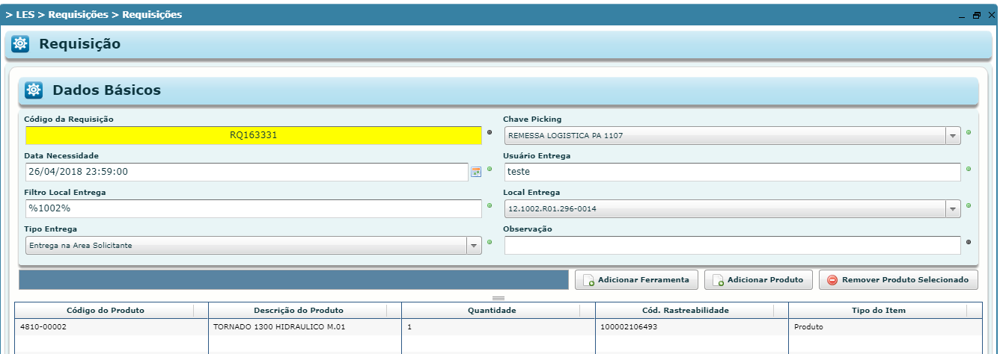 > LES > Requisições > Requisições
Requisição
Dados Básicos
Código da Requisição
RQ163331
Chave Picking
REMESSA LOGISTICA PA 1107
Data Necessidade
26/04/2018 23:59:00
Usuário Entrega
teste
Filtro Local Entrega
%1002%
Local Entrega
12.1002.R01.296-0014
Tipo Entrega
Entrega na Area Solicitante
Observação
Adicionar Ferramenta
Adicionar Produto
Remover Produto Selecionado
Código do Produto Descrição do Produto Quantidade Cód. Rastreabilidade Tipo do Item
4810-00002 TORNADO 1300 HIDRAULICO M.01 1 100002106493 Produto